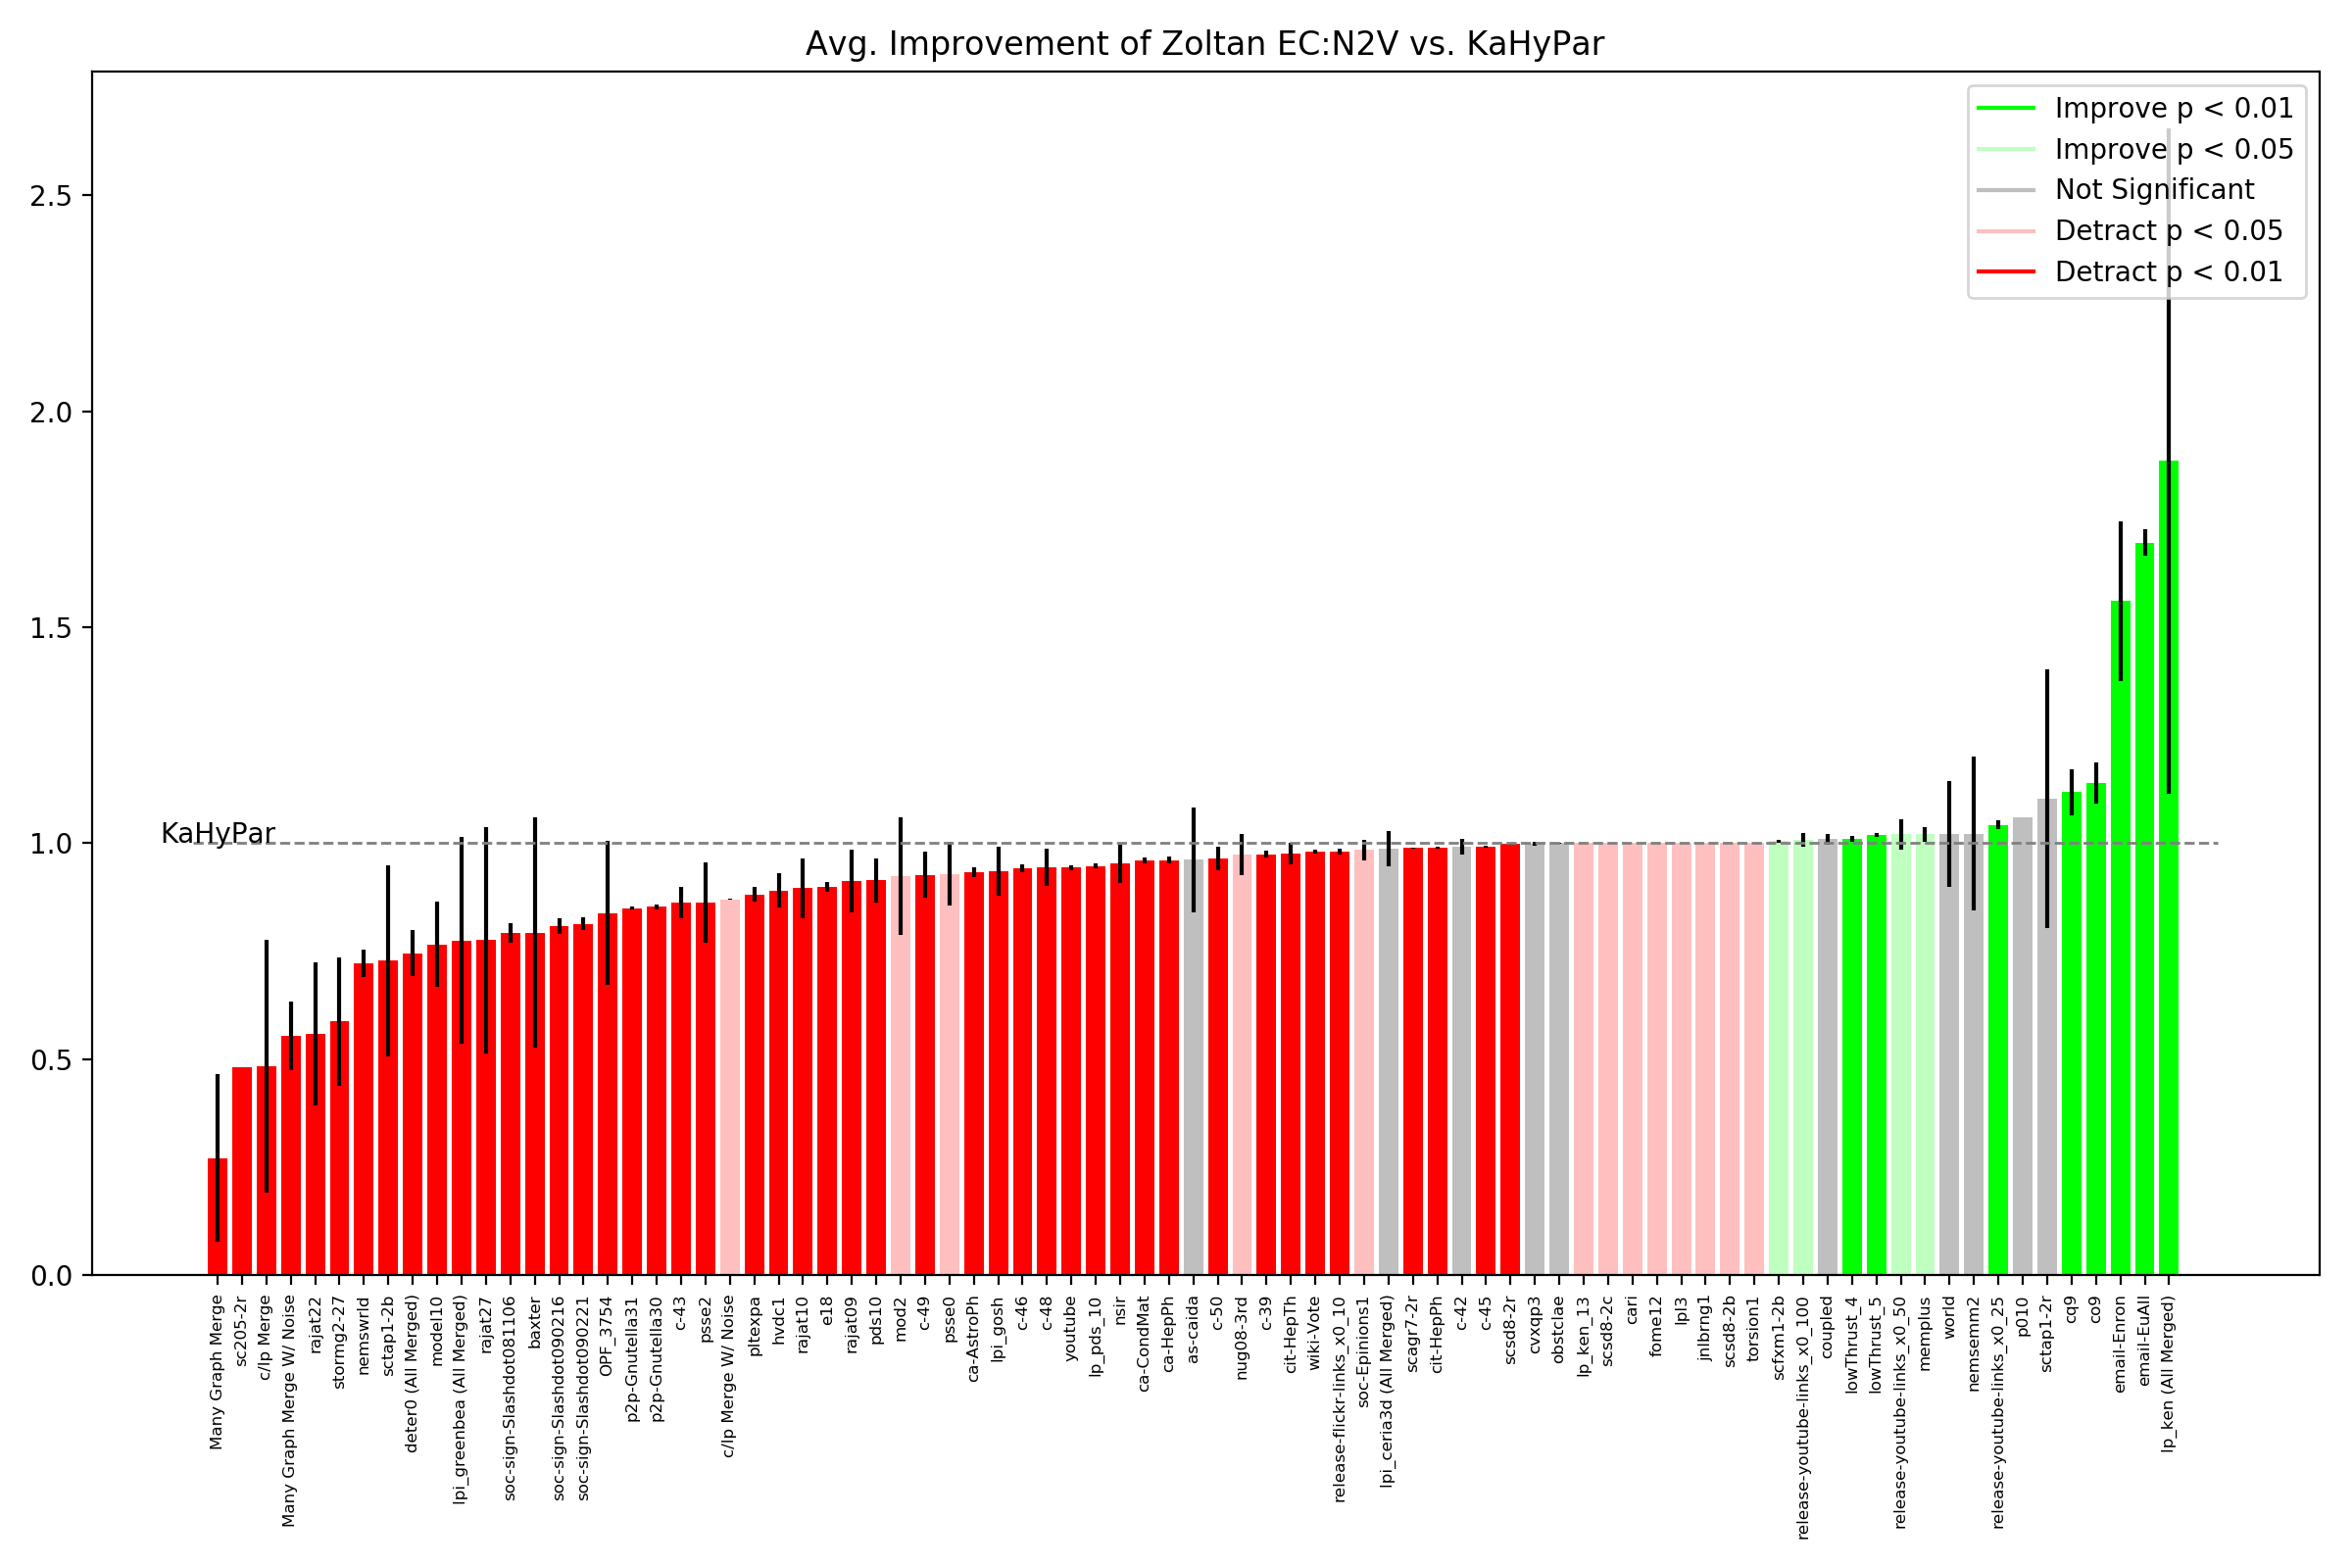 Avg. Improvement of Zoltan EC:N2V vs. KaHyPar
Improve p < 0.01
Improve p < 0.05
Not Significant
Detract p < 0.05
Detract p < 0.01
2.5
2.0
1.5
1.0
0.5
0.0
KaHyPar
Many Graph Merge
sc205-2r
c/lp Merge
Many Graph Merge W/ Noise
rajat22
stormg2-27
nemswrld
sctap1-2b
deter0 (All Merged)
model10
lpi_greenbea (All Merged)
rajat27
soc-sign-Slashdot081106
baxter
soc-sign-Slashdot090216
soc-sign-Slashdot090221
OPF_3754
p2p-Gnutella31
p2p-Gnutella30
c-43
psse2
c/lp Merge W/ Noise
pltexpa
hvdc1
rajat10
e18
rajat09
pds10
mod2
c-49
psse0
ca-AstroPh
lpi_gosh
c-46
c-48
youtube
lp_pds_10
nsir
ca-CondMat
ca-HepPh
as-caida
c-50
nug08-3rd
c-39
cit-HepTh
wiki-Vote
release-flickr-links_x0_10
soc-Epinions1
lpi_ceria3d (All Merged)
scagr7-2r
cit-HepPh
c-42
c-45
scsd8-2r
cvxqp3
obstclae
lp_ken_13
scsd8-2c
cari
fome12
lpl3
jnlbrng1
scsd8-2b
torsion1
scfxm1-2b
release-youtube-links_x0_100
coupled
lowThrust_4
lowThrust_5
release-youtube-links_x0_50
memplus
world
nemsemm2
release-youtube-links_x0_25
p010
sctap1-2r
cq9
co9
email-Enron
email-EuAll
lp_ken (All Merged)